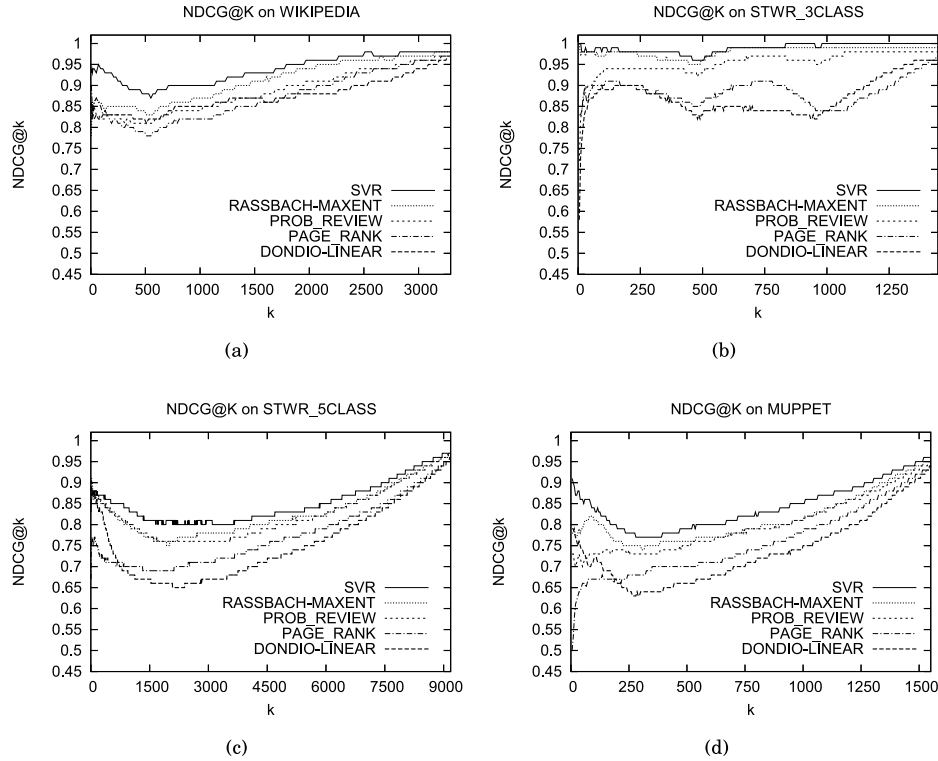 NDCG@K on WIKIPEDIA
1
0.95
0.9
0.85
0.8
0.75
0.7
0.65
0.6
0.55
0.5
0.45
NDCG@k
SVR
RASSBACH-MAXENT
PROB_REVIEW
PAGE_RANK
DONDIO-LINEAR
0 500 1000 1500 2000 2500 3000
k
(a)
NDCG@K on STWR_3CLASS
1
0.95
0.9
0.85
0.8
0.75
0.7
0.65
0.6
0.55
0.5
0.45
NDCG@k
SVR
RASSBACH-MAXENT
PROB_REVIEW
PAGE_RANK
DONDIO-LINEAR
0 250 500 750 1000 1250
k
(b)
NDCG@K on STWR_5CLASS
1
0.95
0.9
0.85
0.8
0.75
0.7
0.65
0.6
0.55
0.5
0.45
NDCG@k
SVR
RASSBACH-MAXENT
PROB_REVIEW
PAGE_RANK
DONDIO-LINEAR
0 1500 3000 4500 6000 7500 9000
k
(c)
NDCG@K on MUPPET
1
0.95
0.9
0.85
0.8
0.75
0.7
0.65
0.6
0.55
0.5
0.45
NDCG@k
SVR
RASSBACH-MAXENT
PROB_REVIEW
PAGE_RANK
DONDIO-LINEAR
0 250 500 750 1000 1250 1500
k
(d)